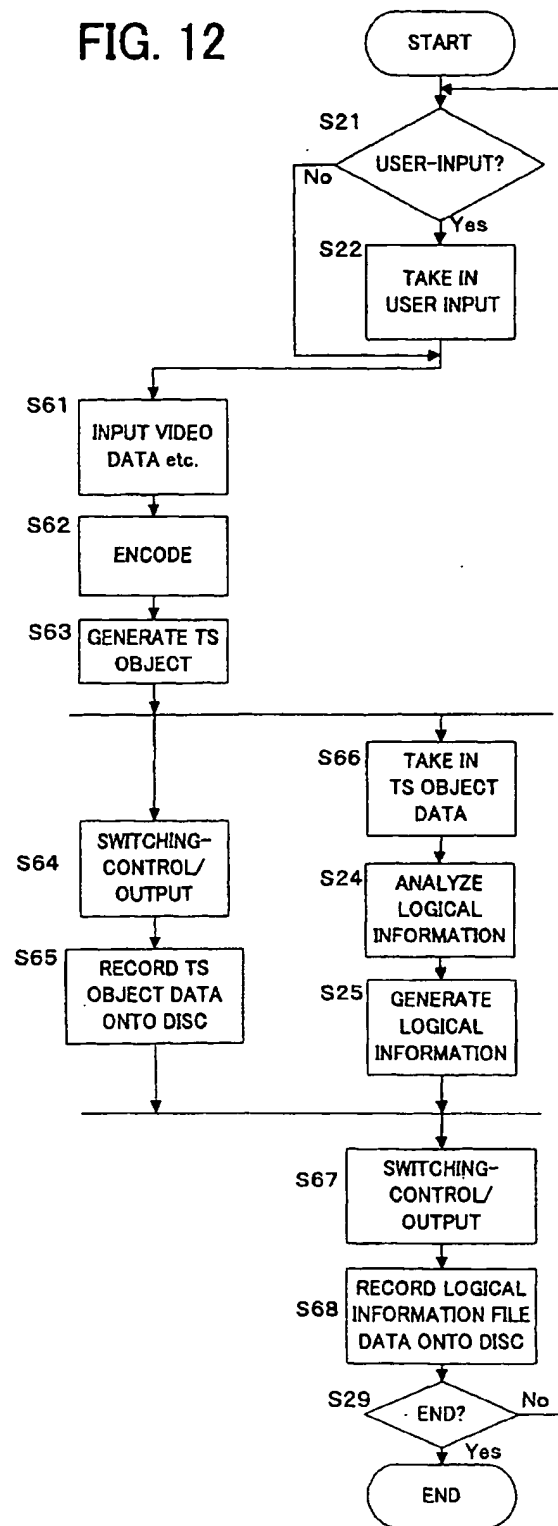 FIG. 12
START
S21
USER-INPUT?
No
Yes
S22
TAKE IN
USER INPUT
S61
INPUT VIDEO
DATA etc.
S62
ENCODE
S63
GENERATE TS
OBJECT
S66
TAKE IN
TS OBJECT
DATA
S64
SWITCHING-
CONTROL/
OUTPUT
S24
ANALYZE
LOGICAL
INFORMATION
S65
RECORD TS
OBJECT DATA
ONTO DISC
S25
GENERATE
LOGICAL
INFORMATION
S67
SWITCHING-
CONTROL/
OUTPUT
S68
RECORD LOGICAL
INFORMATION FILE
DATA ONTO DISC
S29
END?
No
Yes
END